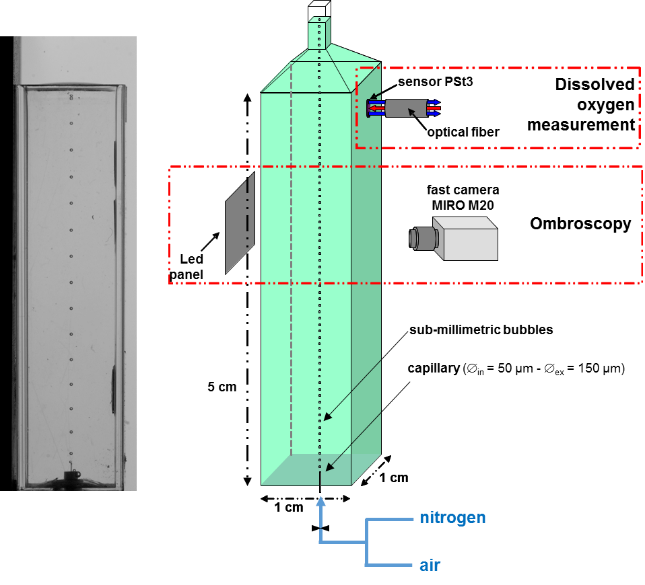 sensor PSt3
Dissolved
oxygen
measurement
optical fiber
fast camera
MIRO M20
Ombroscopy
Led
panel
sub-millimetric bubbles
capillary (∅in = 50 µm - ∅ex = 150 µm)
5 cm
1 cm
1 cm
nitrogen
air